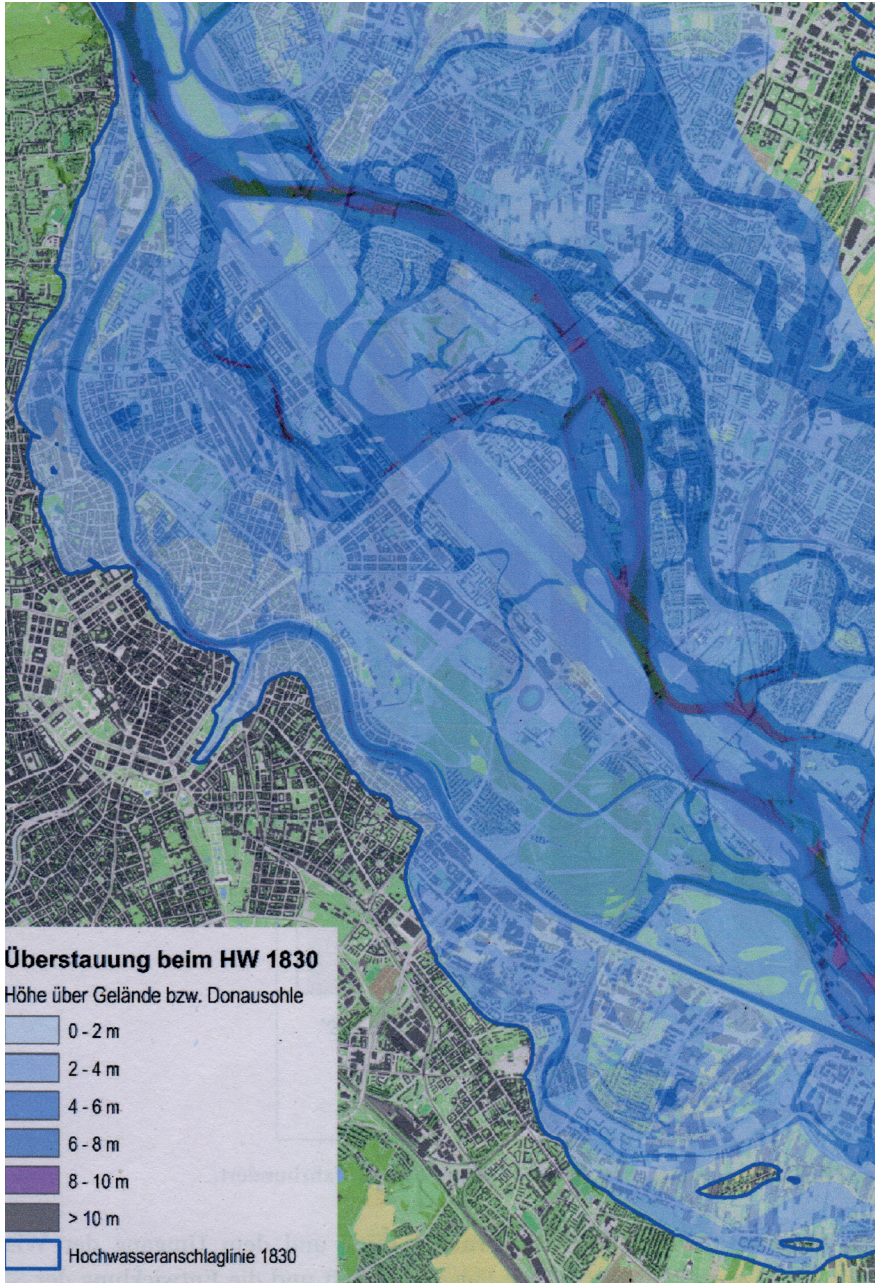 Überstauung beim HW 1830
Höhe über Gelände bzw. Donausohle
0 - 2 m
2 - 4 m
4 - 6 m
6 - 8 m
8 - 10 m
> 10 m
Hochwasseranschlaglinie 1830